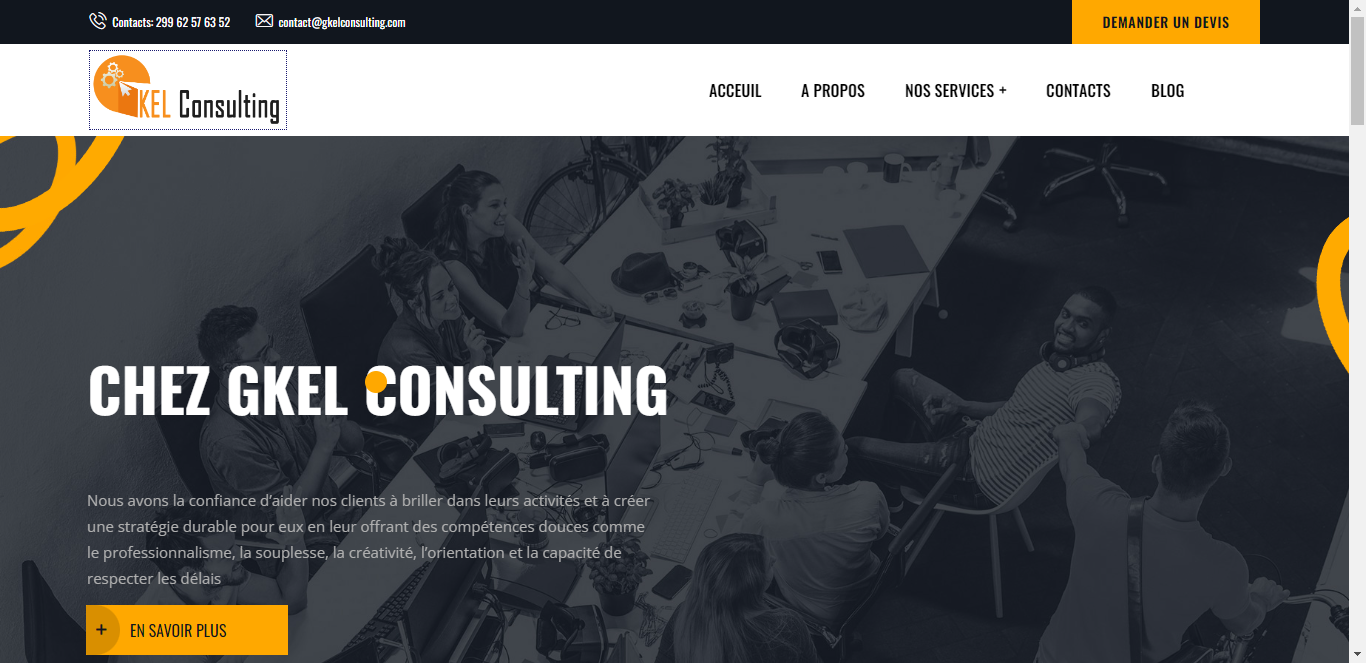 Contacts: 299 62 57 63 52
contact@gkelconsulting.com
DEMANDER UN DEVIS
KEL Consulting
ACCEUIL
A PROPOS
NOS SERVICES +
CONTACTS
BLOG
CHEZ GKEL CONSULTING
Nous avons la confiance d’aider nos clients à briller dans leurs activités et à créer
une stratégie durable pour eux en leur offrant des compétences douces comme
le professionnalisme, la souplesse, la créativité, l’orientation et la capacité de
respecter les délais
+ EN SAVOIR PLUS